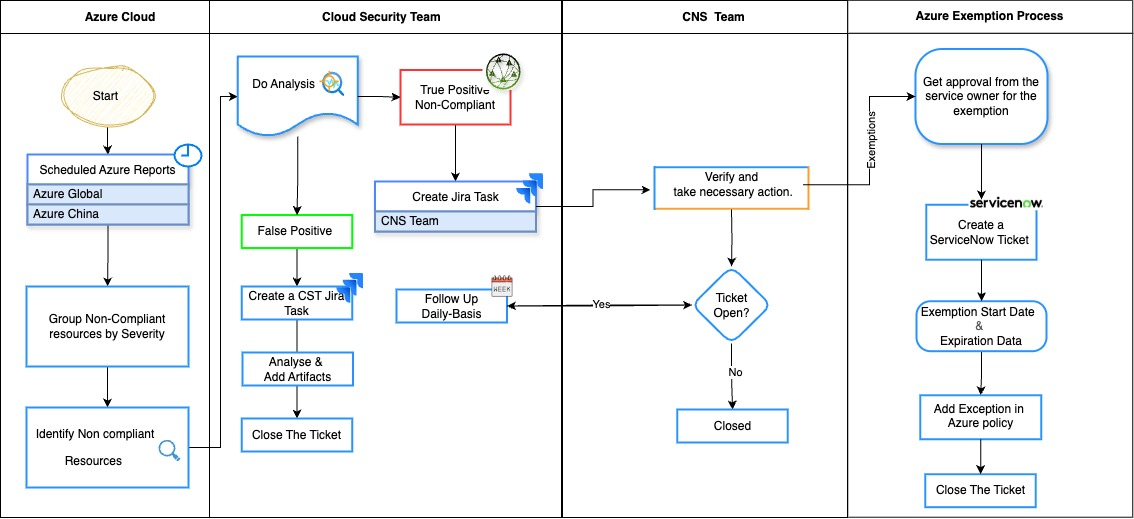 Azure Cloud
Cloud Security Team
CNS Team
Azure Exemption Process
Start
Scheduled Azure Reports
Azure Global
Azure China
Group Non-Compliant
resources by Severity
Identify Non compliant
Resources
Do Analysis
True Positive
Non-Compliant
Create Jira Task
CNS Team
False Positive
Create a CST Jira
Task
Analyse &
Add Artifacts
Close The Ticket
WEEK
Follow Up
Daily-Basis
Yes
Verify and
take necessary action.
Ticket
Open?
No
Closed
Exemptions
Get approval from the
service owner for the
exemption
servicenow.
Create a
ServiceNow Ticket
Exemption Start Date
&
Expiration Data
Add Exception in
Azure policy
Close The Ticket